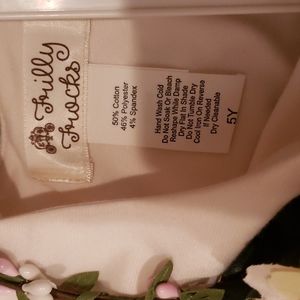 Frilly
Frocks
50% Cotton
46% Polyester
4% Spandex
Hand Wash Cold
Do Not Soak Or Bleach
Reshape While Damp
Dry Flat In Shade
Do Not Tumble Dry
Cool Iron On Reverse
If Needed
Dry Cleanable
5Y